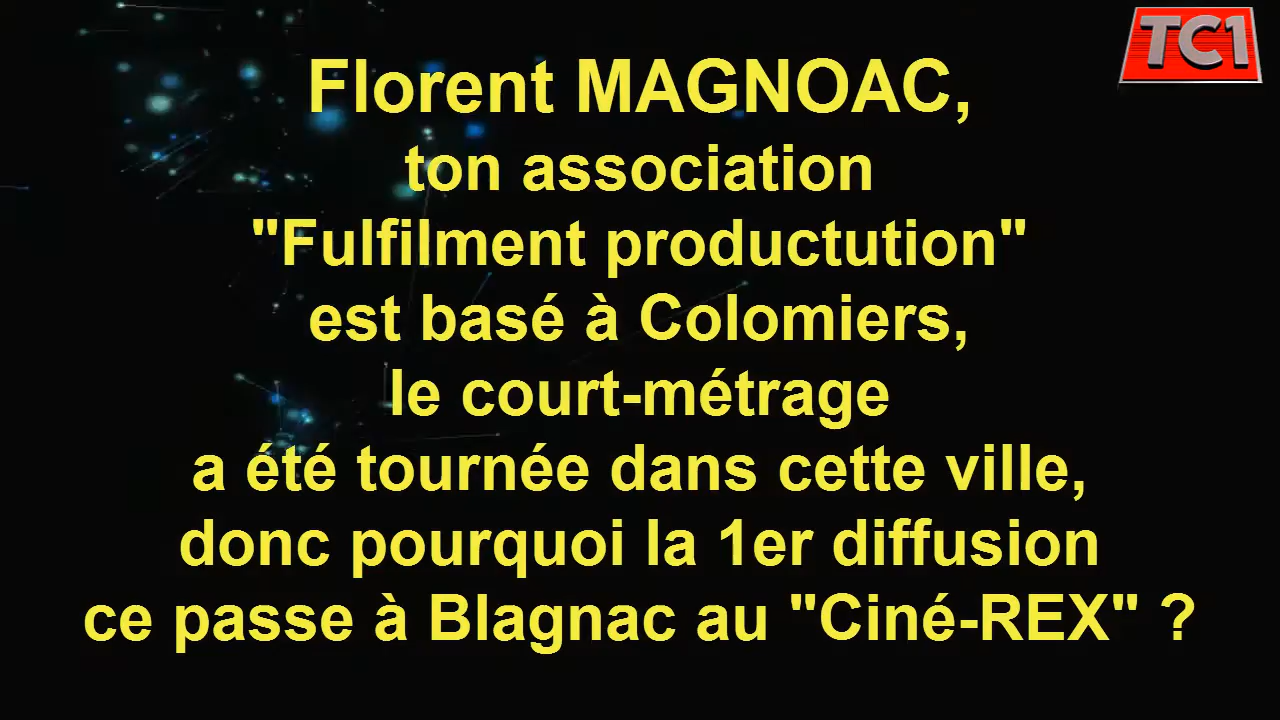 TC1
Florent MAGNOAC,
ton association
"Fulfilment productution"
est basé à Colomiers,
le court-métrage
a été tournée dans cette ville,
donc pourquoi la 1er diffusion
ce passe à Blagnac au "Ciné-REX" ?